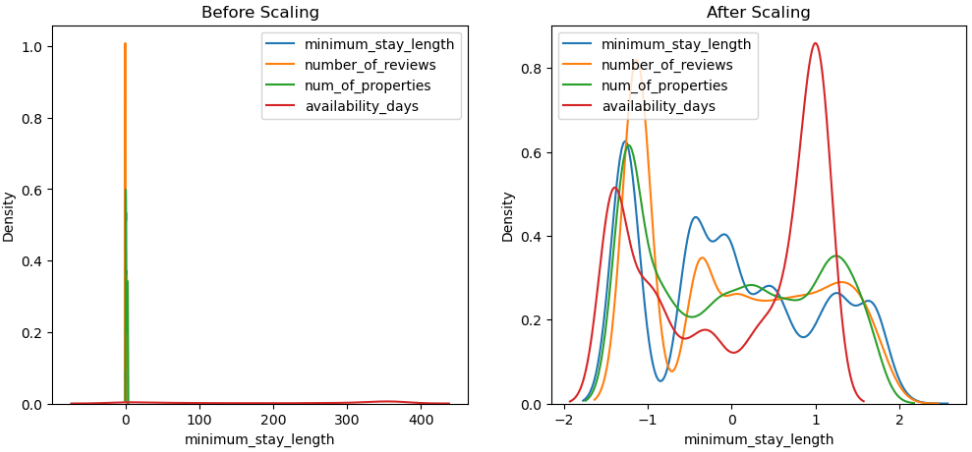 Before Scaling
1.0
0.8
0.6
0.4
0.2
0.0
Density
minimum_stay_length
number_of_reviews
num_of_properties
availability_days
0
100
200
300
400
minimum_stay_length
After Scaling
0.8
0.6
0.4
0.2
0.0
Density
minimum_stay_length
number_of_reviews
num_of_properties
availability_days
−2
−1
0
1
2
minimum_stay_length